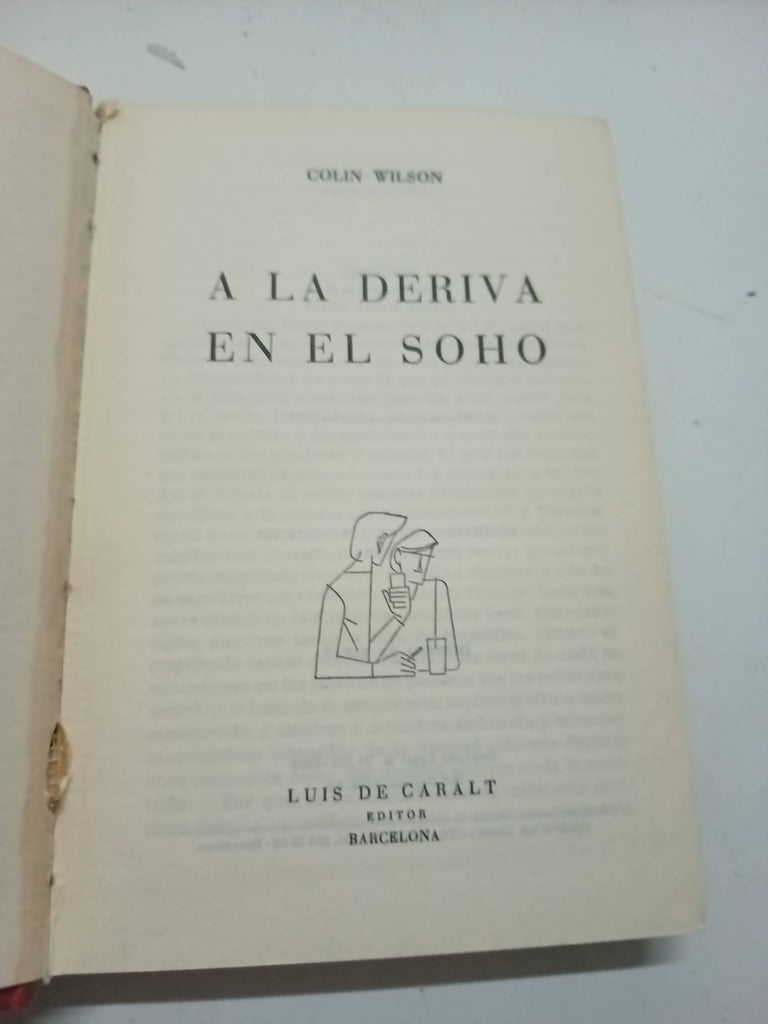 COLIN WILSON
A LA DERIVA
EN EL SOHO
LUIS DE CARALT
EDITOR
BARCELONA